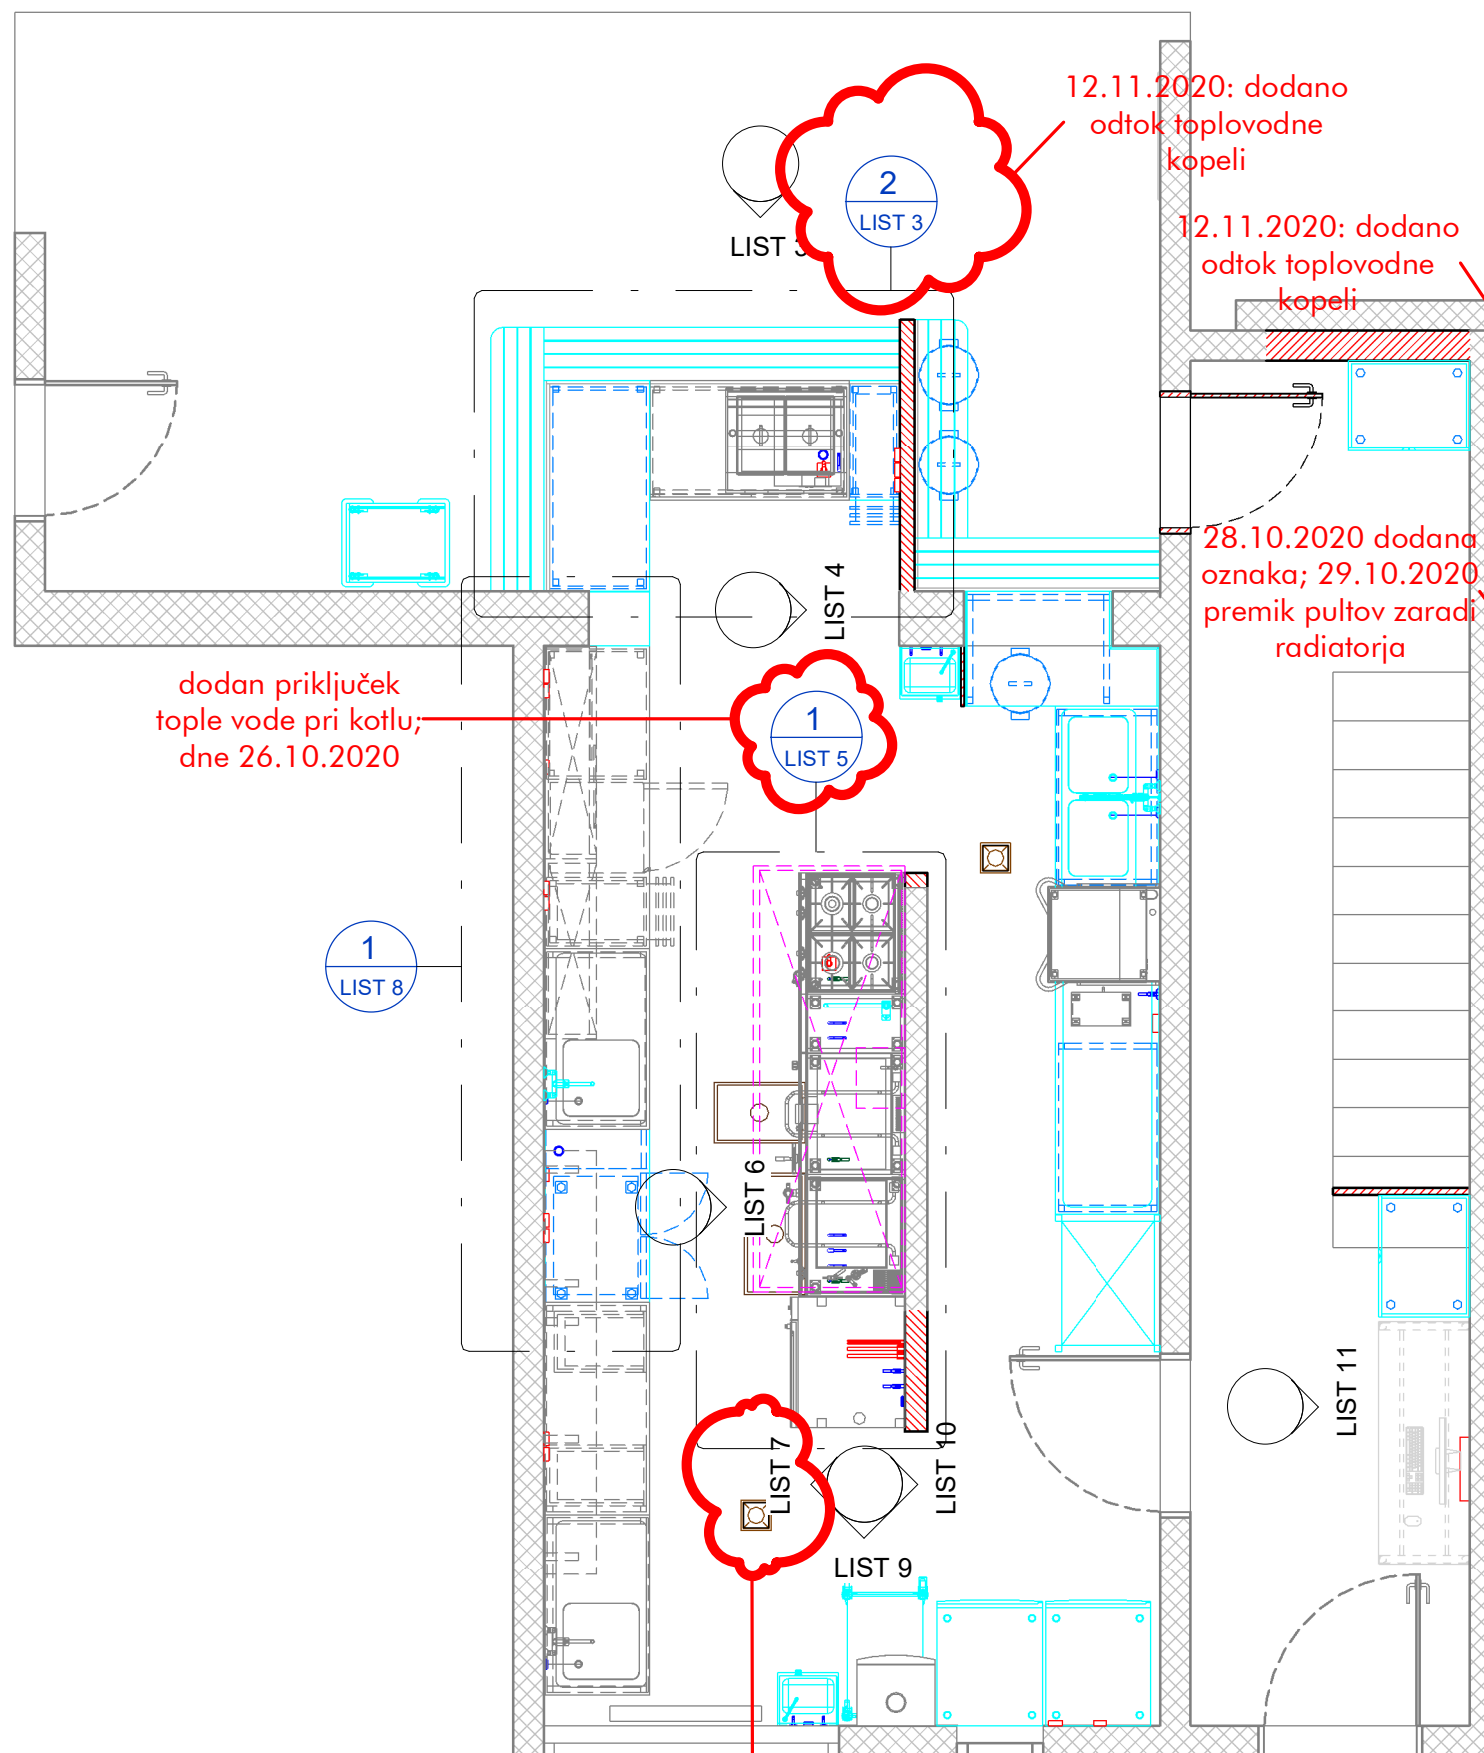 12.11.2020: dodano
odtok toplovodne
kopeli
2
LIST 3
LIST 3
12.11.2020: dodano
odtok toplovodne
kopeli
28.10.2020 dodana
oznaka; 29.10.2020
premik pultov zaradi
radiatorja
LIST 4
dodan priključek
tople vode pri kotlu;
dne 26.10.2020
1
LIST 5
1
LIST 8
LIST 6
LIST 11
LIST 7
LIST 10
LIST 9